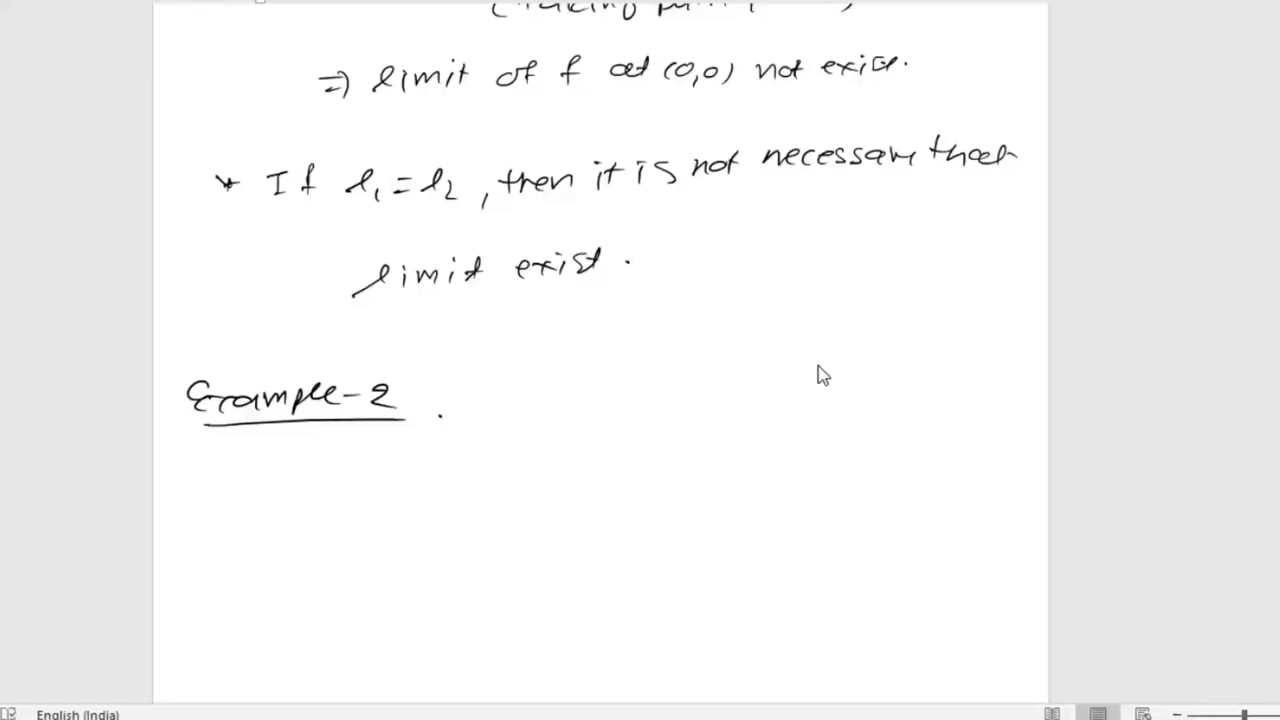 ⇒ limit of f at (0,0) not exist.
* If l₁ = l₂, then it is not necessary that
limit exist.
Example-2 .
English (India)